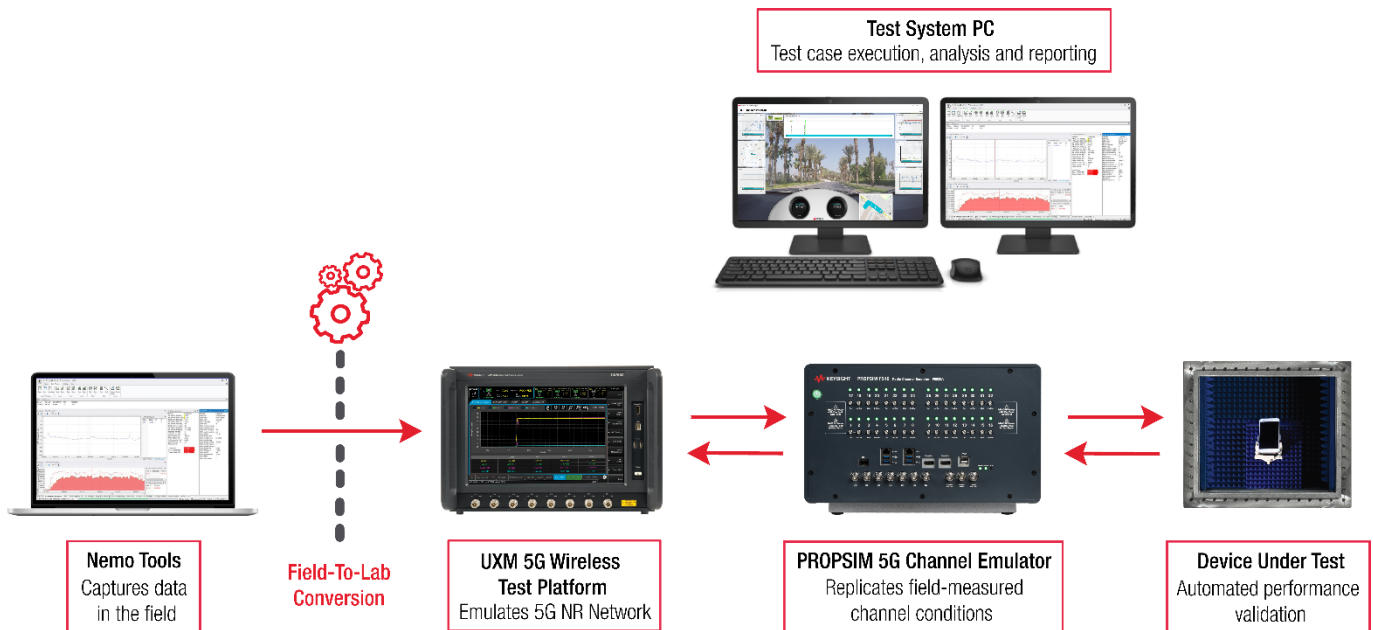 Test System PC
Test case execution, analysis and reporting
KEYSIGHT PROPSIM F64
Nemo Tools
Captures data
in the field
Field-To-Lab
Conversion
UXM 5G Wireless
Test Platform
Emulates 5G NR Network
PROPSIM 5G Channel Emulator
Replicates field-measured
channel conditions
Device Under Test
Automated performance
validation